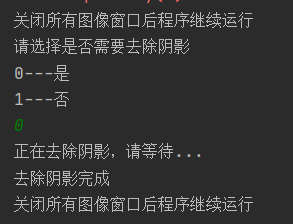 关闭所有图像窗口后程序继续运行
请选择是否需要去除阴影
0---是
1---否
0
正在去除阴影，请等待...
去除阴影完成
关闭所有图像窗口后程序继续运行